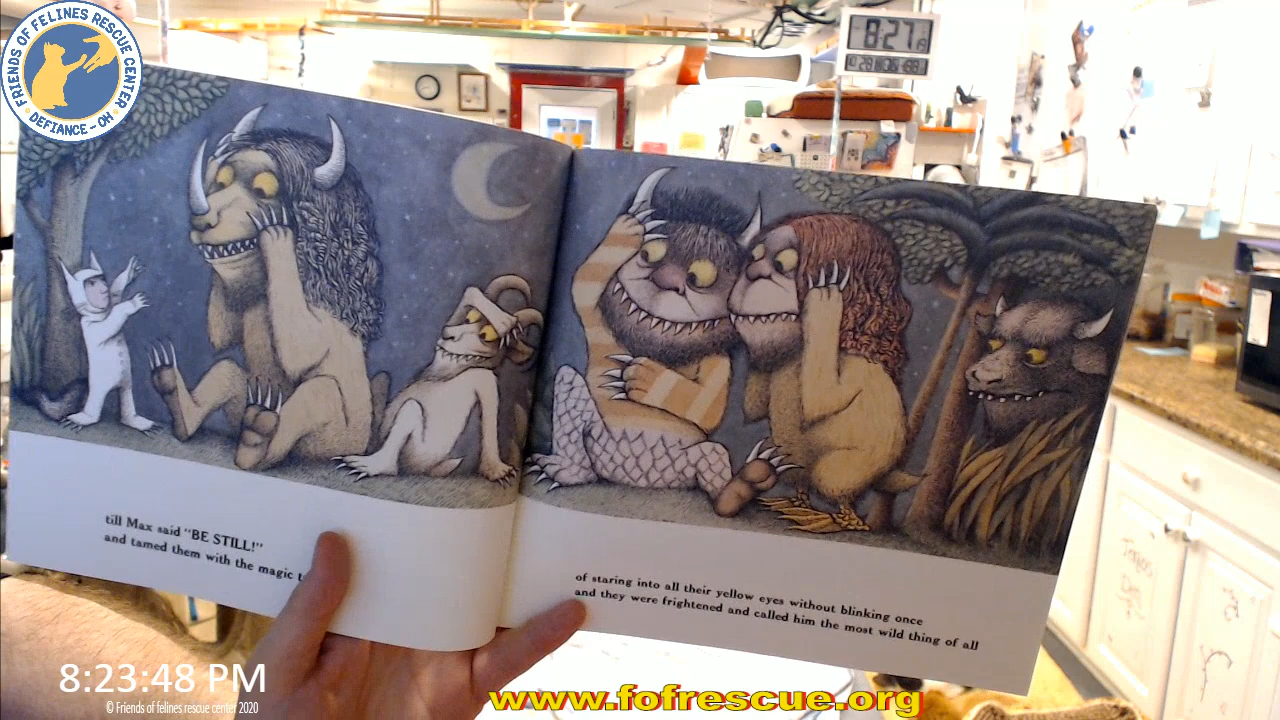 FRIENDS OF FELINES RESCUE CENTER
DEFIANCE - OH
8:27
till Max said "BE STILL!"
and tamed them with the magic t
of staring into all their yellow eyes without blinking once
and they were frightened and called him the most wild thing of all
8:23:48 PM
© Friends of felines rescue center 2020
www.fofrescue.org